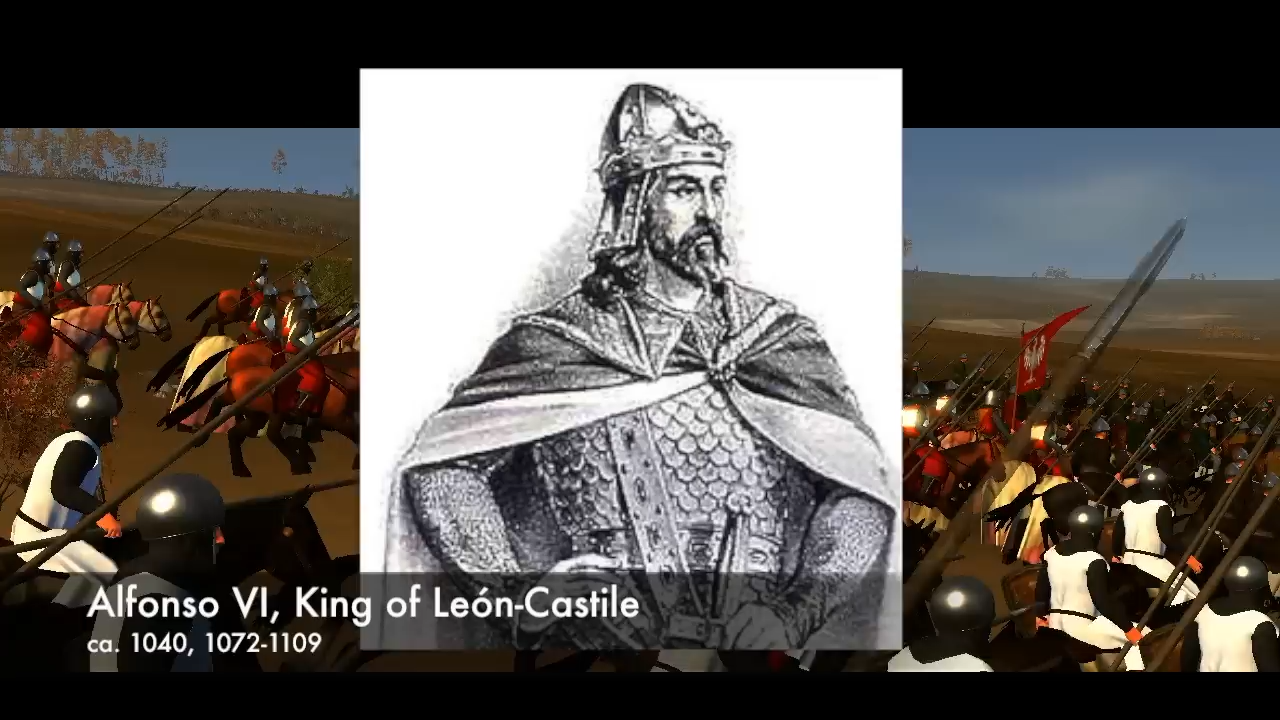 Alfonso VI, King of León-Castile
ca. 1040, 1072-1109